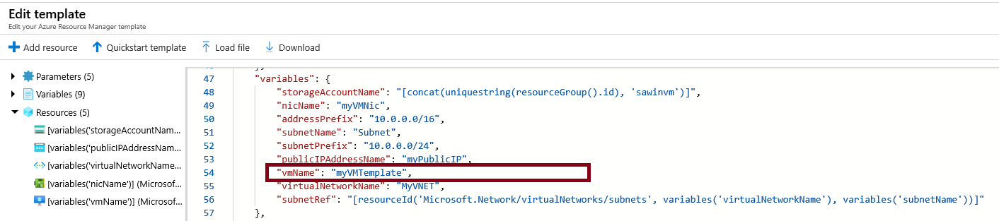 Edit template
Edit your Azure Resource Manager template
Add resource Quickstart template Load file Download
Parameters (5)
Variables (9)
Resources (5)
[variables('storageAccountNam...
[variables('publicIPAddressNam...
[variables('virtualNetworkName...
[variables('nicName')] (Microsof...
[variables('vmName')] (Microsof...
47 "variables": {
48 "storageAccountName": "[concat(uniquestring(resourceGroup().id), 'sawinvm')]",
49 "nicName": "myVMNic",
50 "addressPrefix": "10.0.0.0/16",
51 "subnetName": "Subnet",
52 "subnetPrefix": "10.0.0.0/24",
53 "publicIPAddressName": "myPublicIP",
54 "vmName": "myVMTemplate",
55 "virtualNetworkName": "MyVNET",
56 "subnetRef": "[resourceId('Microsoft.Network/virtualNetworks/subnets', variables('virtualNetworkName'), variables('subnetName'))]"
57 },